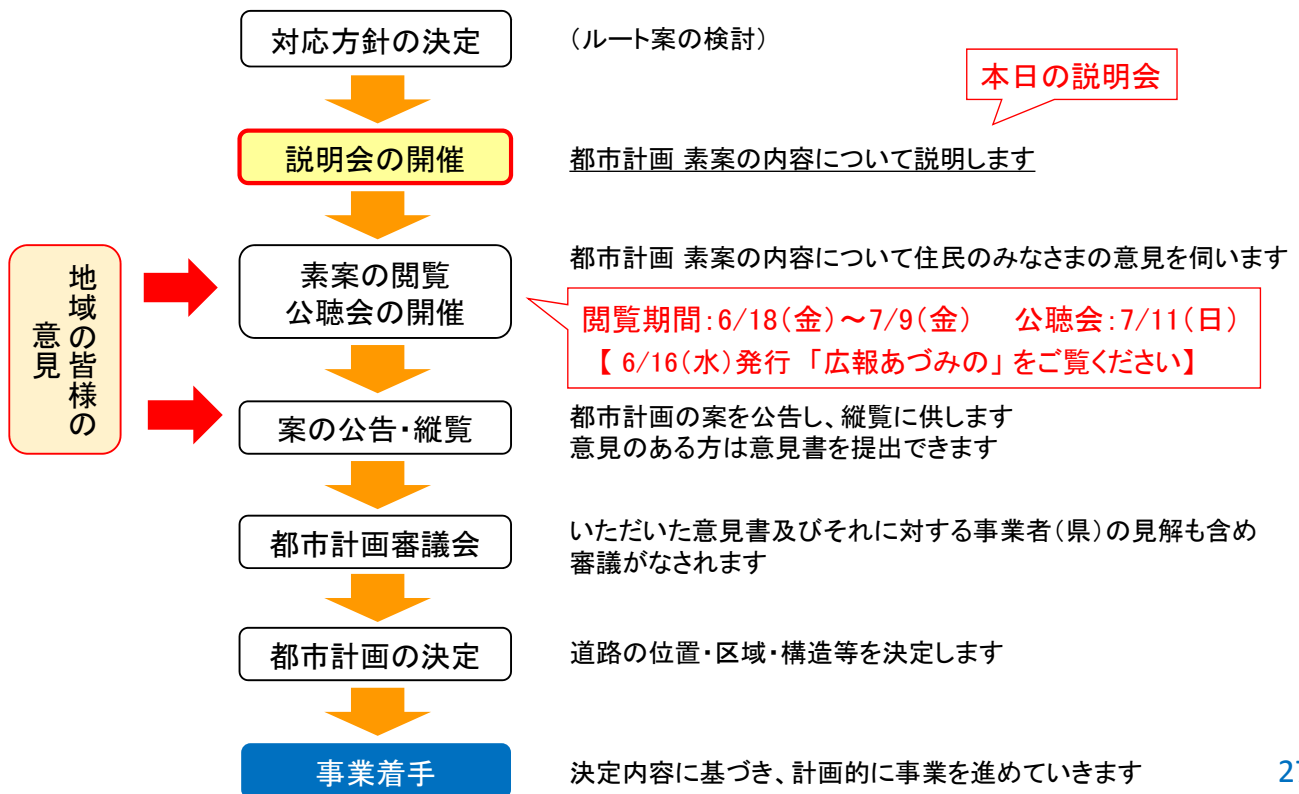 対応方針の決定
（ルート案の検討）
本日の説明会
説明会の開催
都市計画 素案の内容について説明します
地域の皆様の
意見
素案の閲覧
公聴会の開催
都市計画 素案の内容について住民のみなさまの意見を伺います
閲覧期間：6/18（金）～7/9（金）　公聴会：7/11（日）
【 6/16（水）発行 「広報あづみの」をご覧ください】
案の公告・縦覧
都市計画の案を公告し、縦覧に供します
意見のある方は意見書を提出できます
都市計画審議会
いただいた意見書及びそれに対する事業者（県）の見解も含め
審議がなされます
都市計画の決定
道路の位置・区域・構造等を決定します
事業着手
決定内容に基づき、計画的に事業を進めていきます